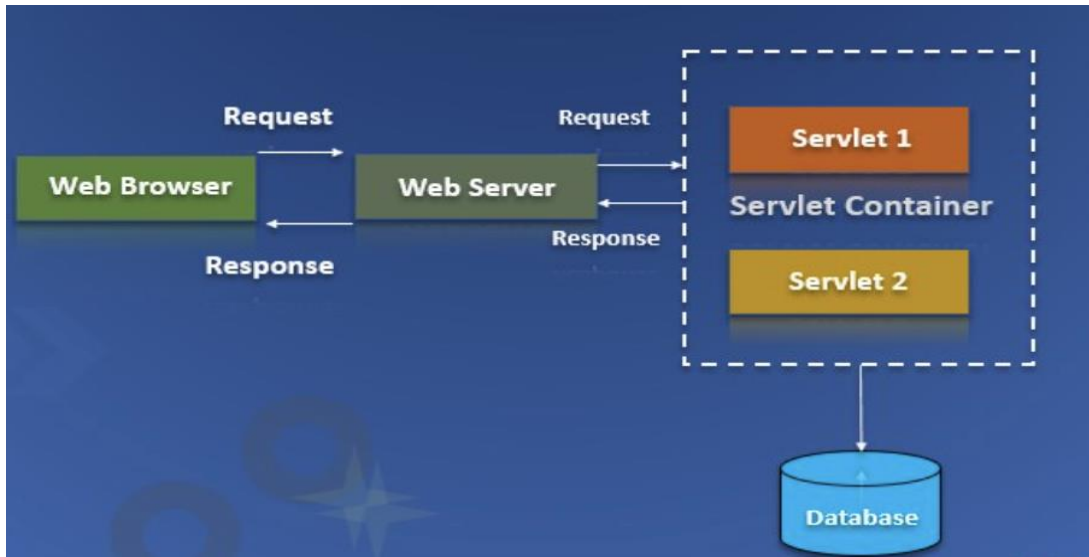 Request
Request
Servlet 1
Web Browser
Web Server
Servlet Container
Response
Response
Servlet 2
Database